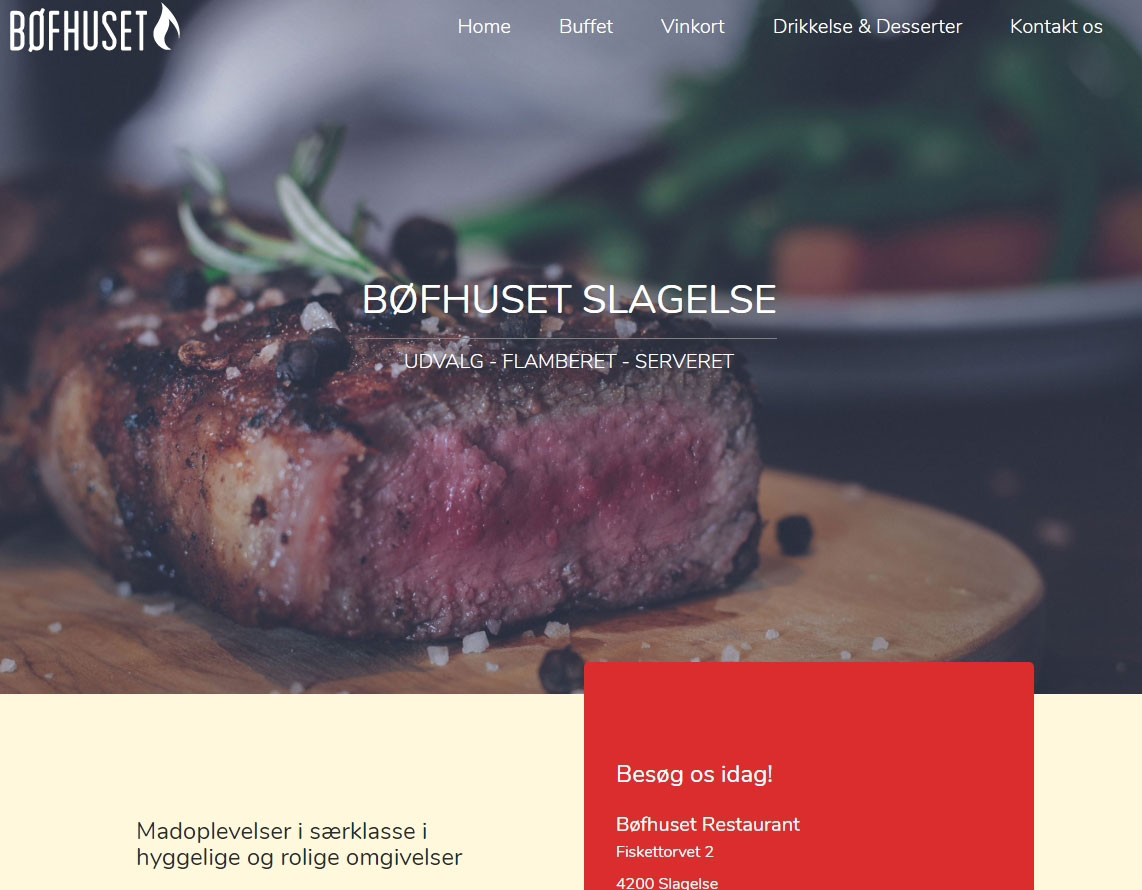 BØFHUSET
Home Buffet Vinkort Drikkelse & Desserter Kontakt os
BØFHUSET SLAGELSE
UDVALG - FLAMBERET - SERVERET
Madoplevelser i særklasse i
hyggelige og rolige omgivelser
Besøg os idag!
Bøfhuset Restaurant
Fiskettorvet 2
4200 Slagelse